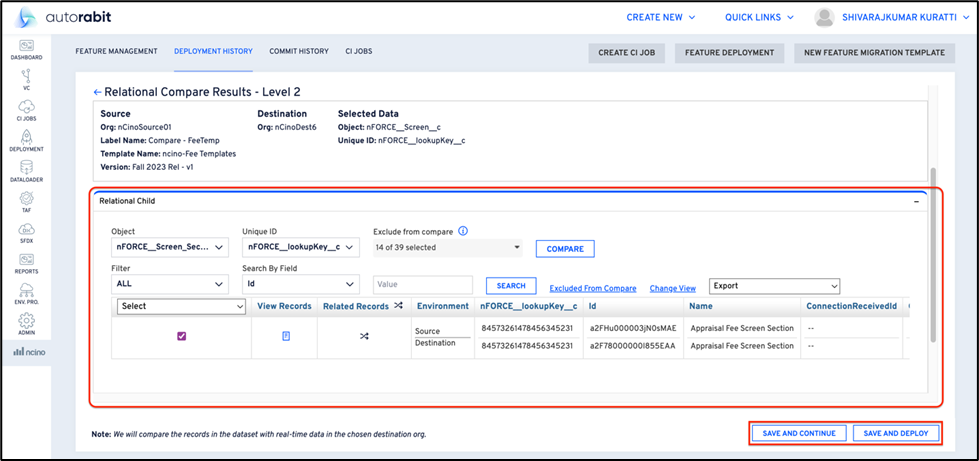 autorabit
CREATE NEW
QUICK LINKS
SHIVARAJKUMAR KURATTI
DASHBOARD
VC
CI JOBS
DEPLOYMENT
DATALOADER
TAF
SFDX
REPORTS
ENV. PRO.
ADMIN
ncino
FEATURE MANAGEMENT DEPLOYMENT HISTORY COMMIT HISTORY CI JOBS
CREATE CI JOB FEATURE DEPLOYMENT NEW FEATURE MIGRATION TEMPLATE
Relational Compare Results - Level 2
Source Destination Selected Data
Org: nCinoSource01 Org: nCinoDest6 Object: nFORCE__Screen__c
Label Name: Compare - FeeTemp Unique ID: nFORCE__lookupKey__c
Template Name: ncino-Fee Templates
Version: Fall 2023 Rel - v1
Relational Child
Object Unique ID Exclude from compare
nFORCE__Screen_Sec... nFORCE__lookupKey__c 14 of 39 selected COMPARE
Filter Search By Field
ALL Id Value SEARCH Excluded From Compare Change View Export
Select View Records Related Records Environment nFORCE__lookupKey__c Id Name ConnectionReceivedId
Source 84573261478456345231 a2FHu000003jN0sMAE Appraisal Fee Screen Section --
Destination 84573261478456345231 a2F78000000I855EAA Appraisal Fee Screen Section --
Note: We will compare the records in the dataset with real-time data in the chosen destination org.
SAVE AND CONTINUE SAVE AND DEPLOY